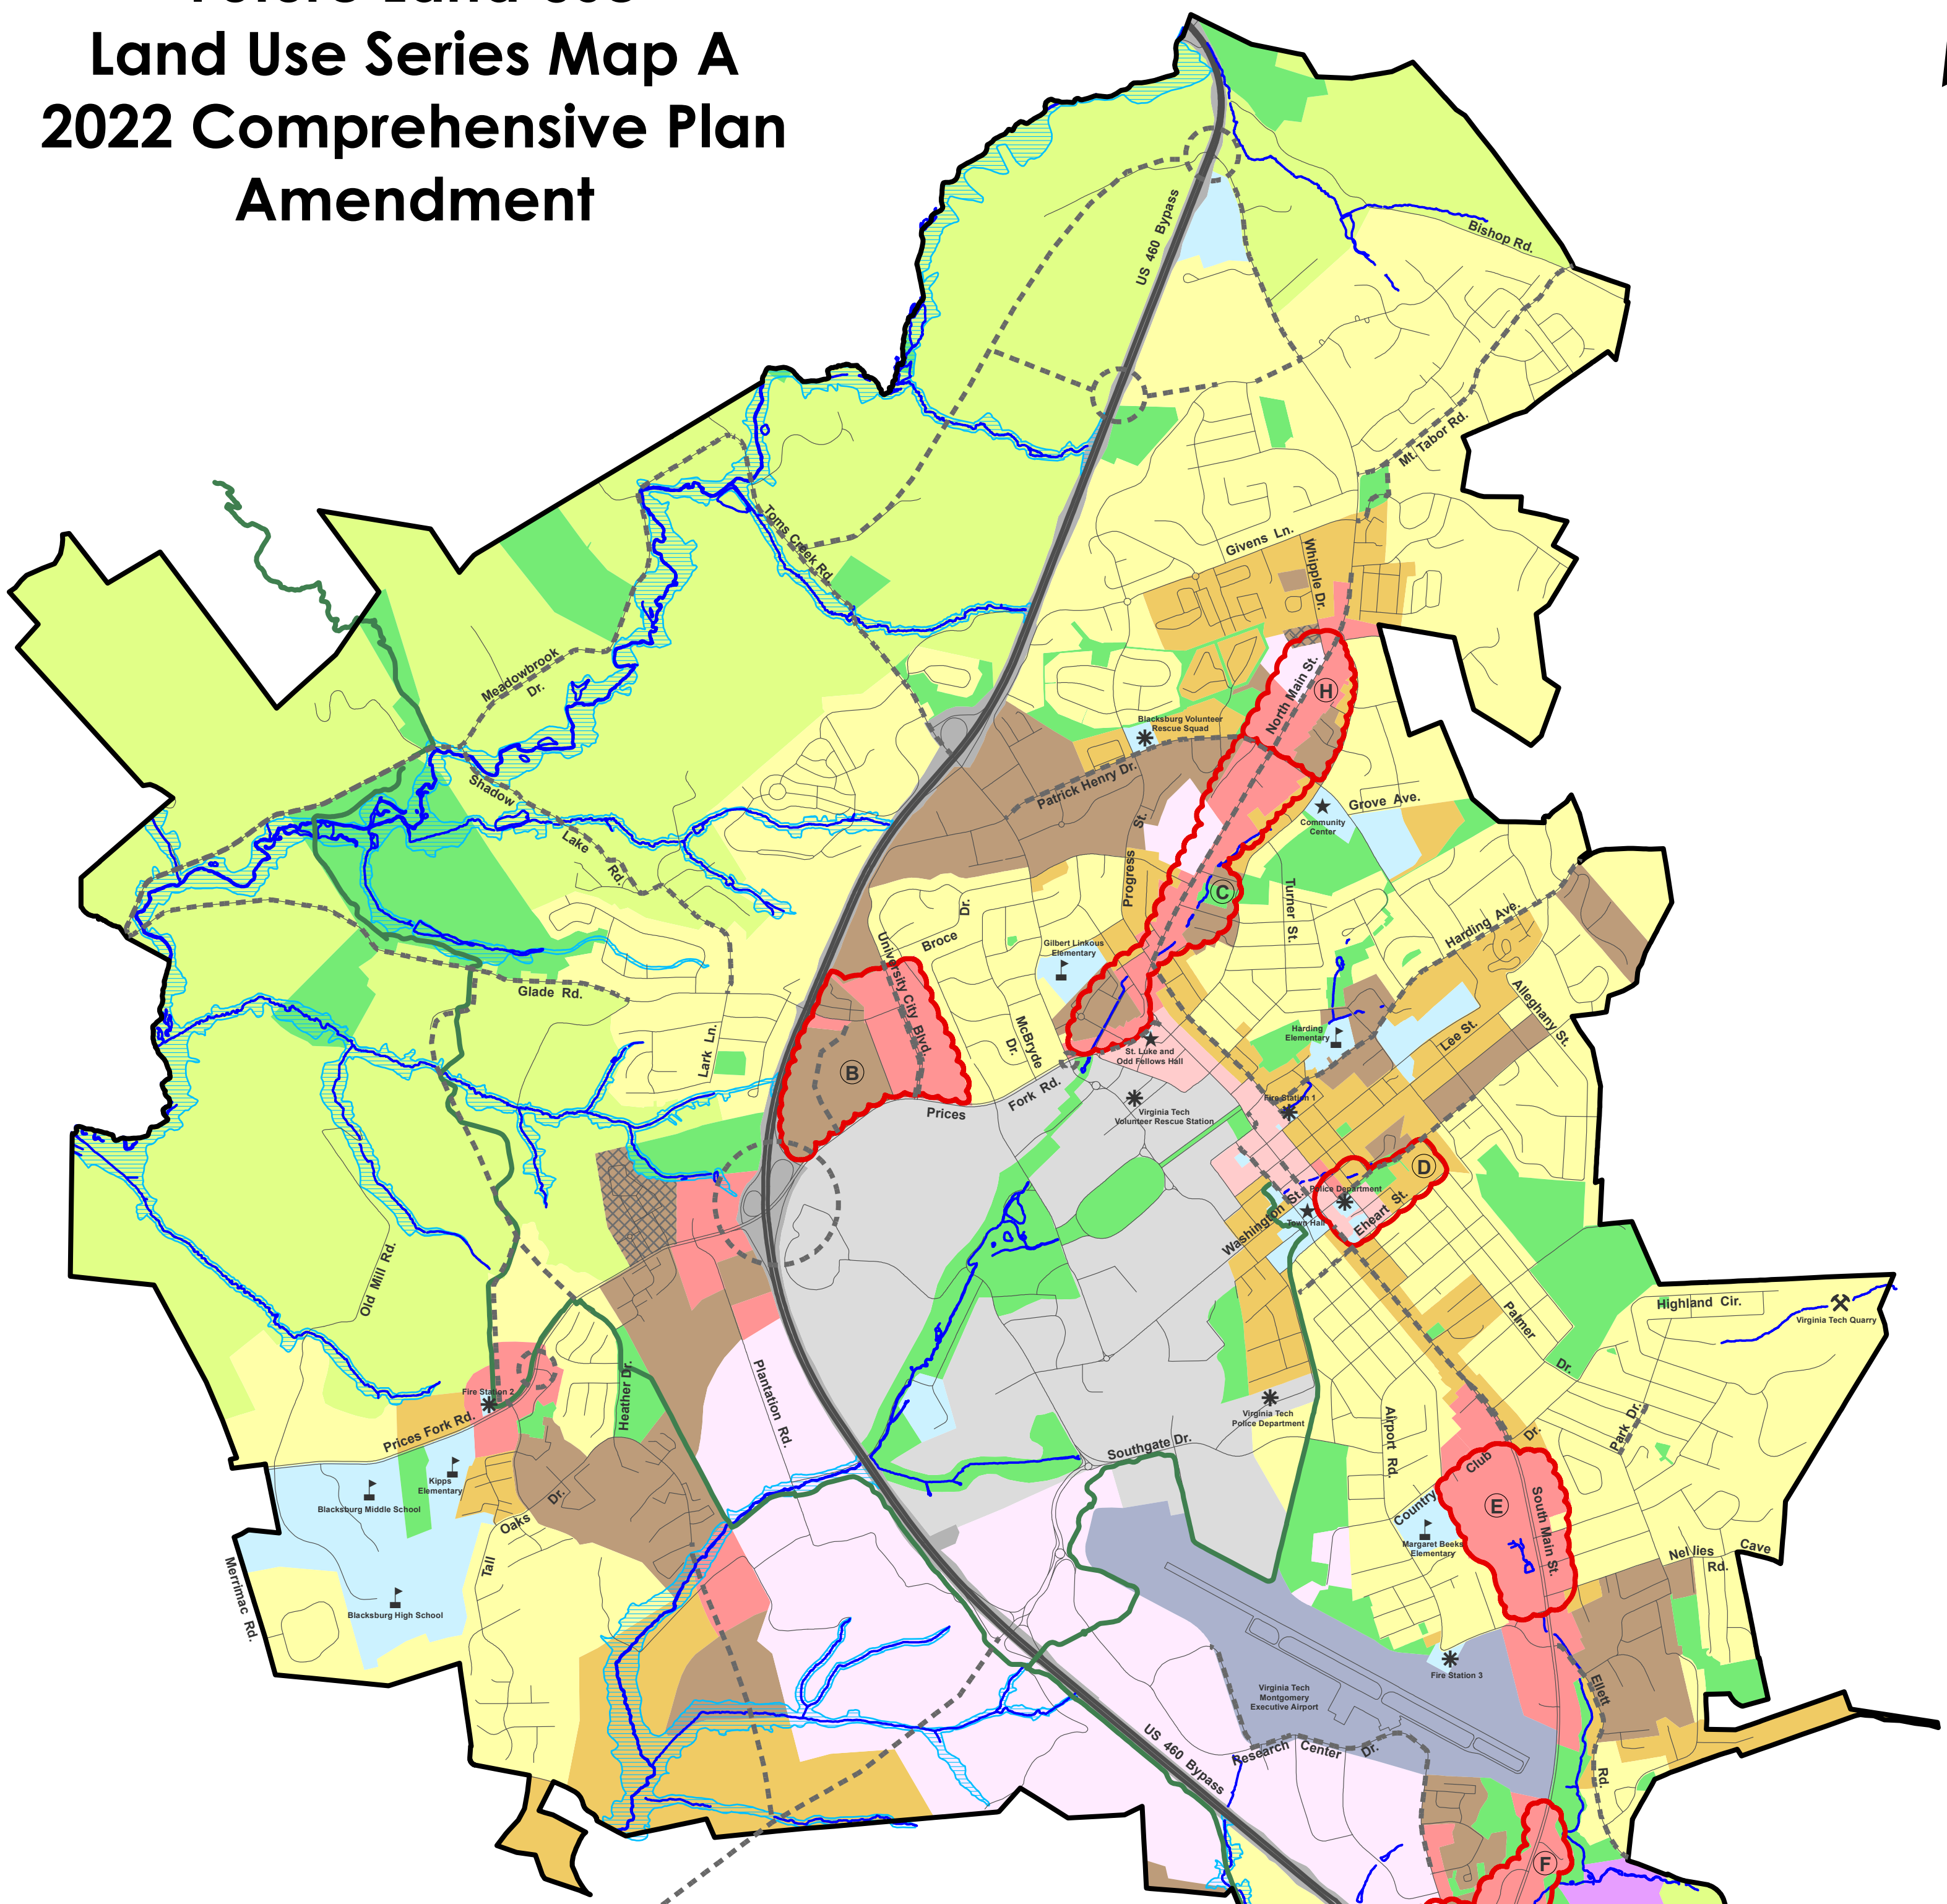 Future Land Use
Land Use Series Map A
2022 Comprehensive Plan
Amendment
US 460 Bypass
Bishop Rd.
Mt. Tabor Rd.
Givens Ln.
Whipple Dr.
Toms Creek Rd.
Meadowbrook
Dr.
North Main St.
H
Blacksburg Volunteer
Rescue Squad
Patrick Henry Dr.
Shadow
Lake
Rd.
Community
Center
Grove Ave.
Progress
St.
C
Turner St.
Harding Ave.
Broce
Dr.
University City Blvd.
Gilbert Linkous
Elementary
Glade Rd.
Lark Ln.
McBryde
Dr.
Harding
Elementary
Lee St.
Alleghany St.
St. Luke and
Odd Fellows Hall
B
Prices
Fork Rd.
Virginia Tech
Volunteer Rescue Station
Fire Station 1
D
Police Department
Town Hall
Washington St.
Eheart St.
Old Mill Rd.
Palmer
Dr.
Highland Cir.
Virginia Tech Quarry
Fire Station 2
Prices Fork Rd.
Heather Dr.
Plantation Rd.
Virginia Tech
Police Department
Airport Rd.
Park Dr.
Southgate Dr.
Country
Club
Dr.
E
South Main St.
Kipps
Elementary
Blacksburg Middle School
Tall
Oaks
Dr.
Margaret Beeks
Elementary
Nellies
Cave
Rd.
Merrimac Rd.
Blacksburg High School
Fire Station 3
Virginia Tech
Montgomery
Executive Airport
Ellett
Rd.
US 460 Bypass
Research Center Dr.
F